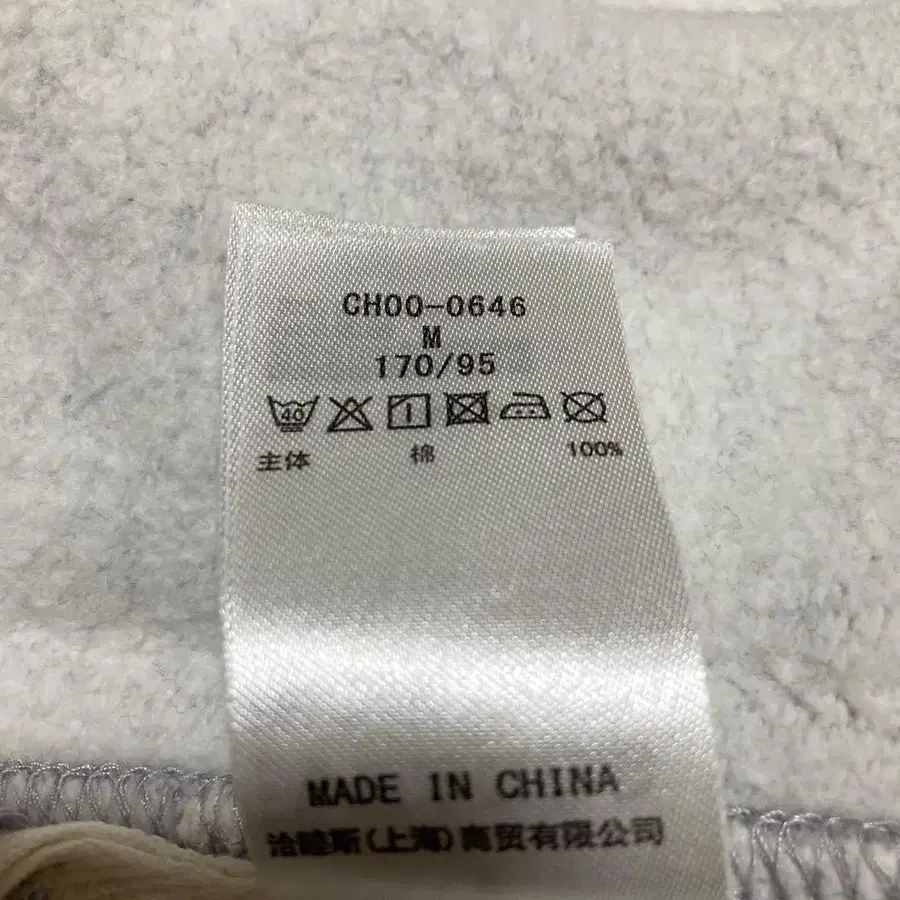 CH00-0646
M
170/95
40
主体 棉 100%
MADE IN CHINA
洽睦斯(上海)商贸有限公司